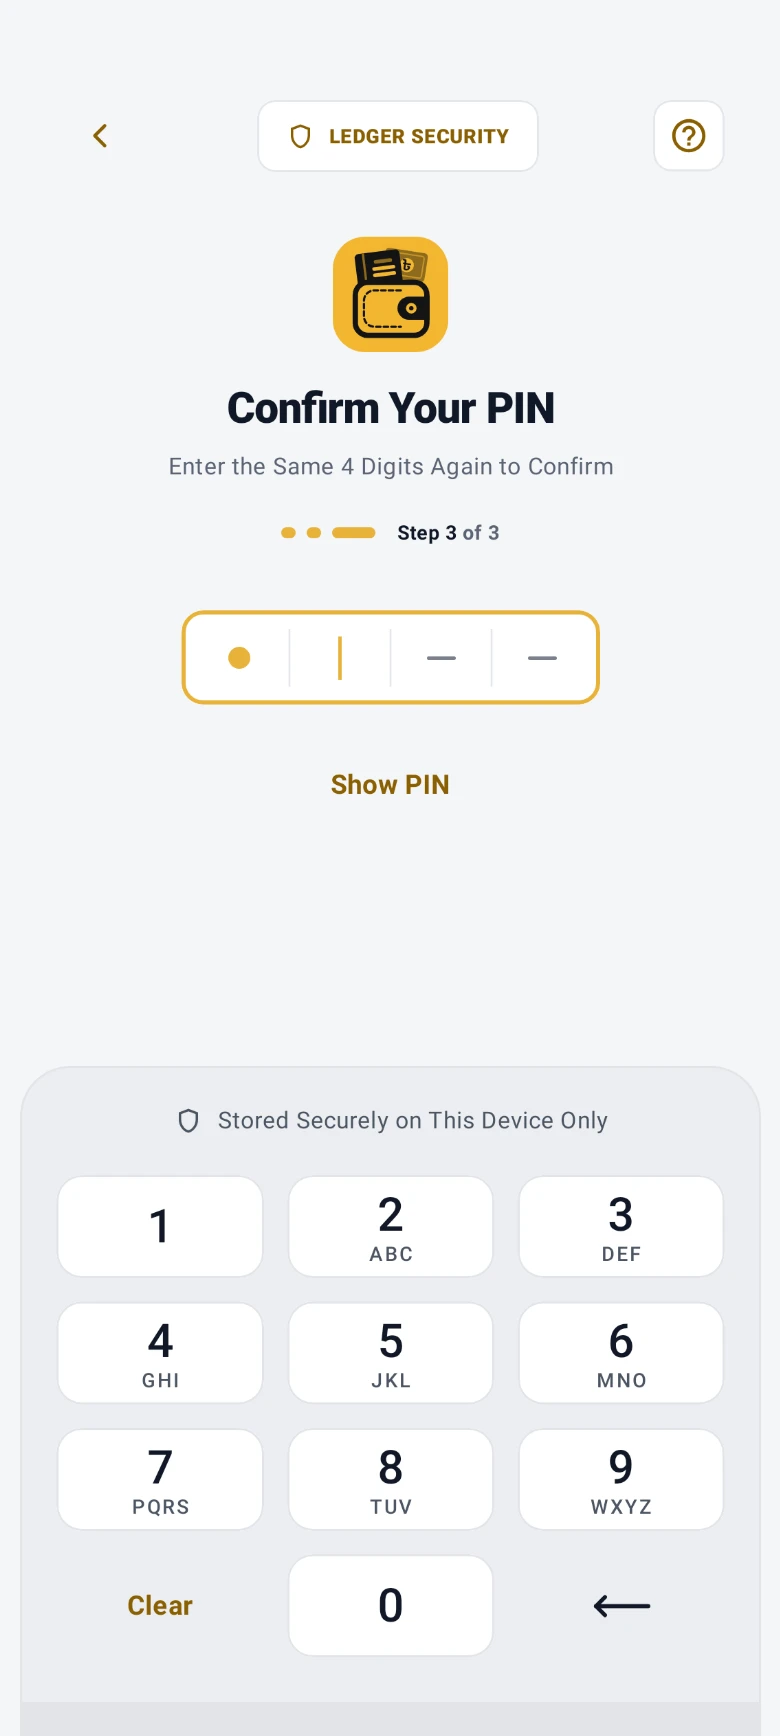 LEDGER SECURITY
৳
Confirm Your PIN
Enter the Same 4 Digits Again to Confirm
Step 3 of 3
Show PIN
Stored Securely on This Device Only
1
2
ABC
3
DEF
4
GHI
5
JKL
6
MNO
7
PQRS
8
TUV
9
WXYZ
Clear
0